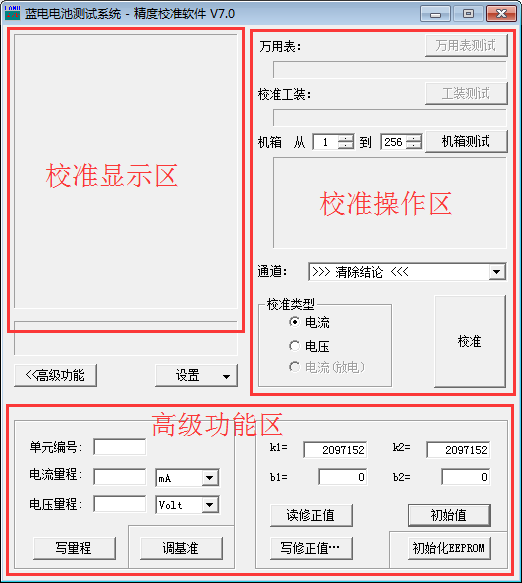 LANH
蓝电电池测试系统 - 精度校准软件 V7.0
校准显示区
<<高级功能
设置
万用表：
万用表测试
校准工装：
工装测试
机箱 从 1 到 256 机箱测试
校准操作区
通道： >>> 清除结论 <<<
校准类型
电流
电压
电流(放电)
校准
高级功能区
单元编号：
电流量程： mA
电压量程： Volt
写量程
调基准
k1= 2097152 k2= 2097152
b1= 0 b2= 0
读修正值
初始值
写修正值…
初始化EEPROM